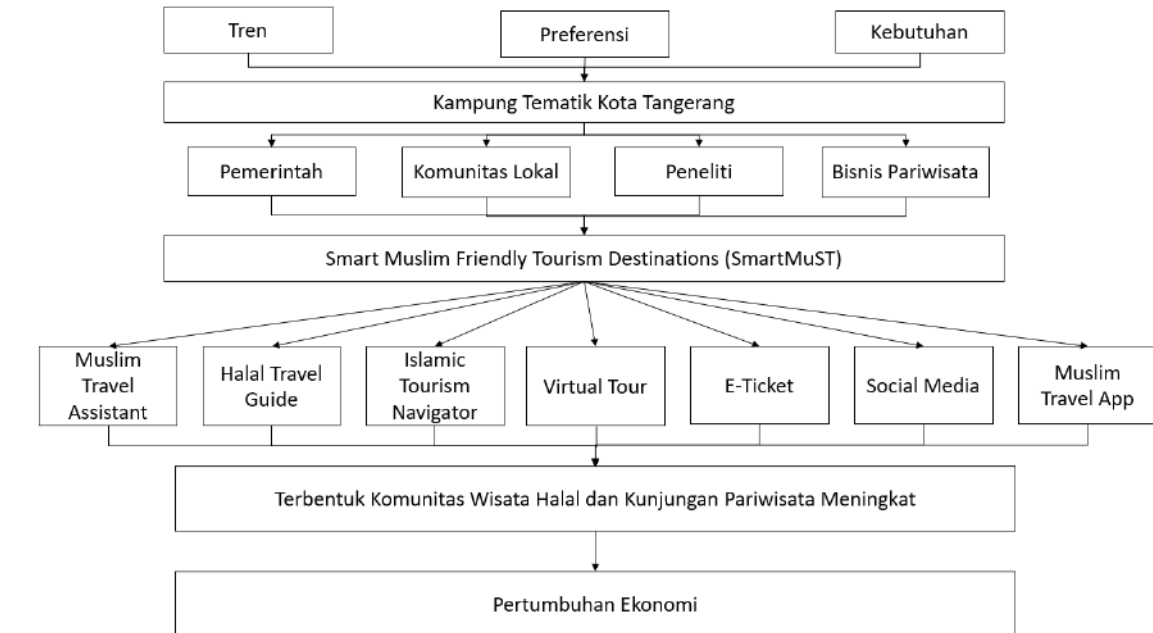 Tren
Preferensi
Kebutuhan
Kampung Tematik Kota Tangerang
Pemerintah
Komunitas Lokal
Peneliti
Bisnis Pariwisata
Smart Muslim Friendly Tourism Destinations (SmartMuST)
Muslim
Travel
Assistant
Halal Travel
Guide
Islamic
Tourism
Navigator
Virtual Tour
E-Ticket
Social Media
Muslim
Travel App
Terbentuk Komunitas Wisata Halal dan Kunjungan Pariwisata Meningkat
Pertumbuhan Ekonomi